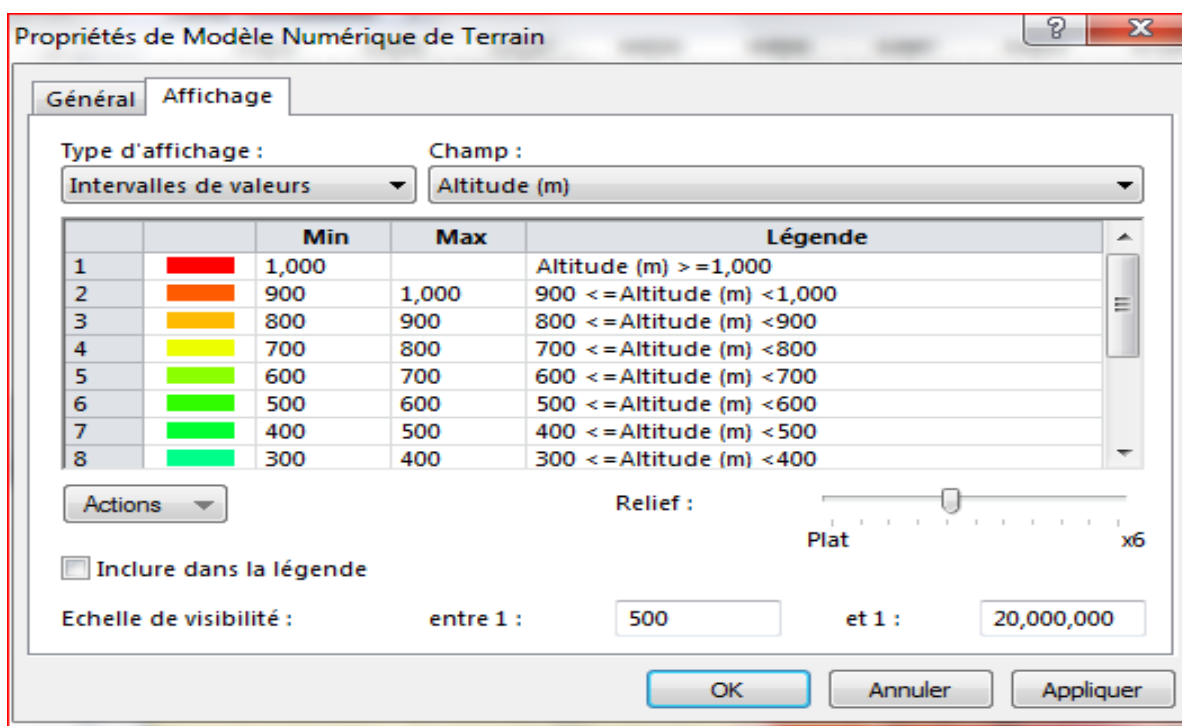 Propriétés de Modèle Numérique de Terrain
Général Affichage
Type d'affichage : Champ :
Intervalles de valeurs Altitude (m)
Min Max Légende
1 1,000 Altitude (m) >=1,000
2 900 1,000 900 <=Altitude (m) <1,000
3 800 900 800 <=Altitude (m) <900
4 700 800 700 <=Altitude (m) <800
5 600 700 600 <=Altitude (m) <700
6 500 600 500 <=Altitude (m) <600
7 400 500 400 <=Altitude (m) <500
8 300 400 300 <=Altitude (m) <400
Actions Relief :
Plat x6
Inclure dans la légende
Echelle de visibilité : entre 1 : 500 et 1 : 20,000,000
OK Annuler Appliquer